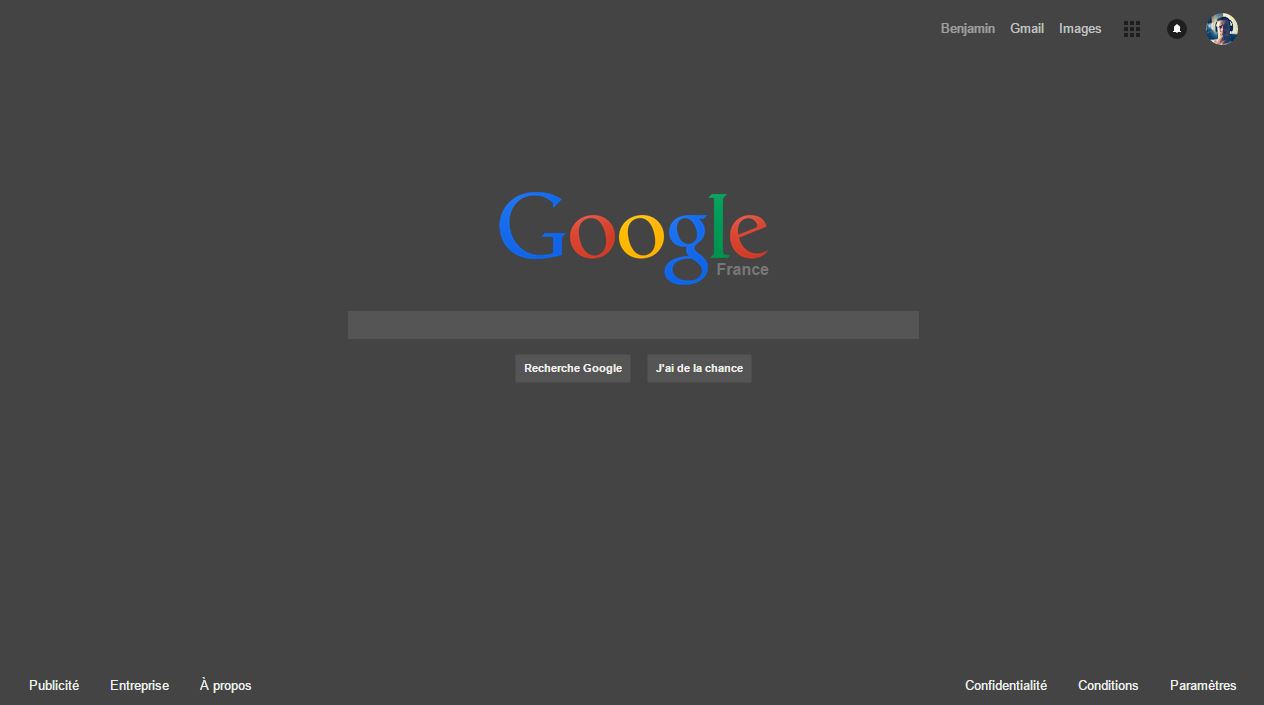 Benjamin Gmail Images
Google
France
Recherche Google J'ai de la chance
Publicité Entreprise À propos Confidentialité Conditions Paramètres